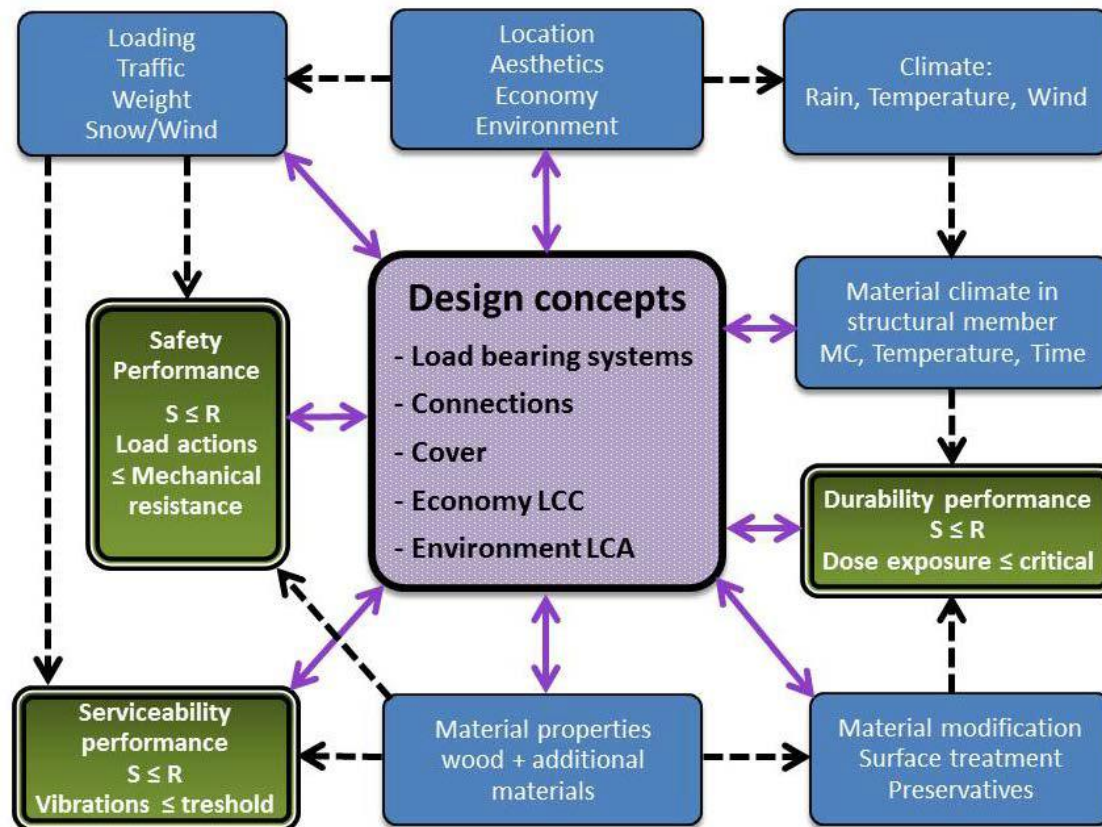 Loading
Traffic
Weight
Snow/Wind
Location
Aesthetics
Economy
Environment
Climate:
Rain, Temperature, Wind
Safety
Performance
S ≤ R
Load actions
≤ Mechanical
resistance
Design concepts
- Load bearing systems
- Connections
- Cover
- Economy LCC
- Environment LCA
Material climate in
structural member
MC, Temperature, Time
Durability performance
S ≤ R
Dose exposure ≤ critical
Serviceability
performance
S ≤ R
Vibrations ≤ treshold
Material properties
wood + additional
materials
Material modification
Surface treatment
Preservatives